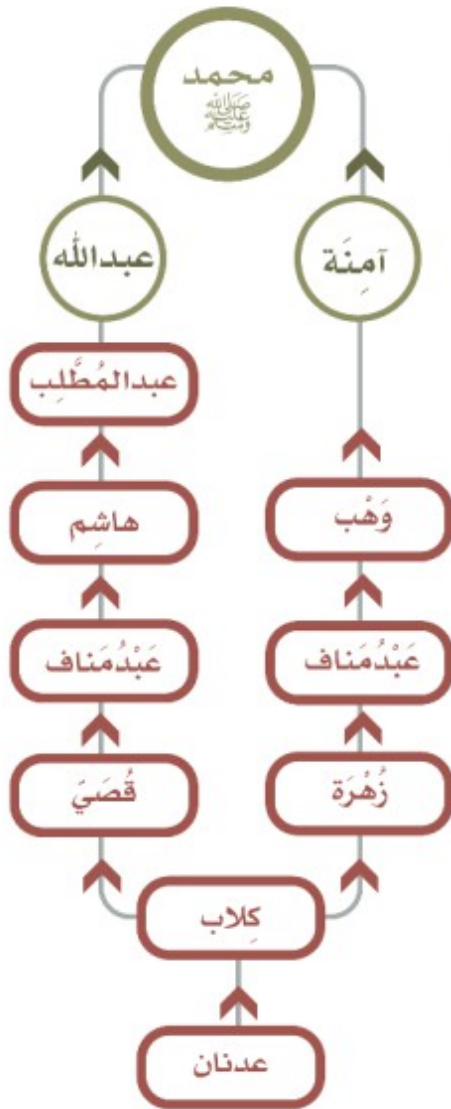 محمد
ﷺ
عبدالله
آمِنَة
عبدالمُطَّلِب
هاشِم
وَهْب
عَبْدُمَناف
عَبْدُمَناف
قُصَيّ
زُهْرَة
كِلاب
عدنان